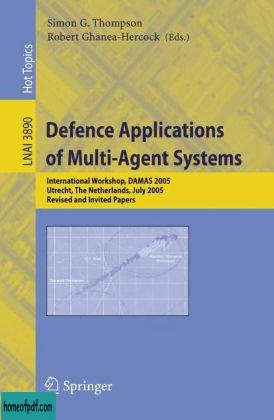 Simon G. Thompson
Robert Ghanea-Hercock (Eds.)
Hot Topics
LNAI 3890
Defence Applications
of Multi-Agent Systems
International Workshop, DAMAS 2005
Utrecht, The Netherlands, July 2005
Revised and Invited Papers
Springer
homeofpdf.com